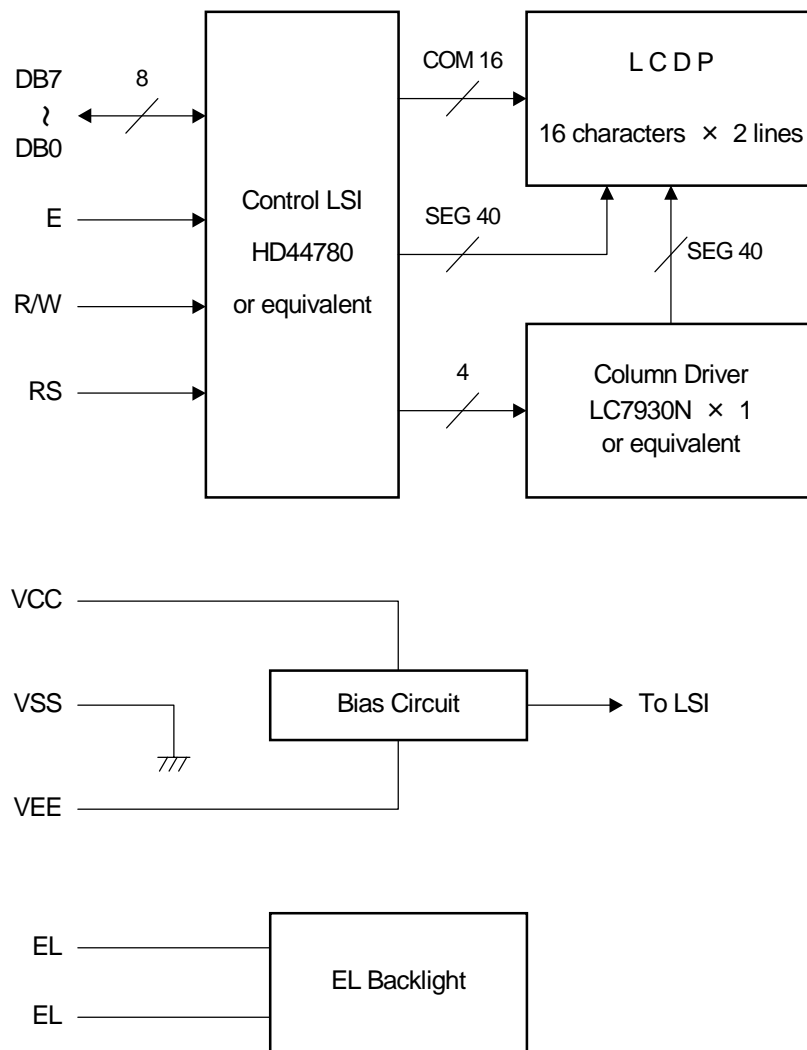 DB7
~
DB0
8
E
R/W
RS
Control LSI
HD44780
or equivalent
COM 16
SEG 40
4
L C D P
16 characters × 2 lines
SEG 40
Column Driver
LC7930N × 1
or equivalent
VCC
VSS
VEE
Bias Circuit
To LSI
EL
EL
EL Backlight